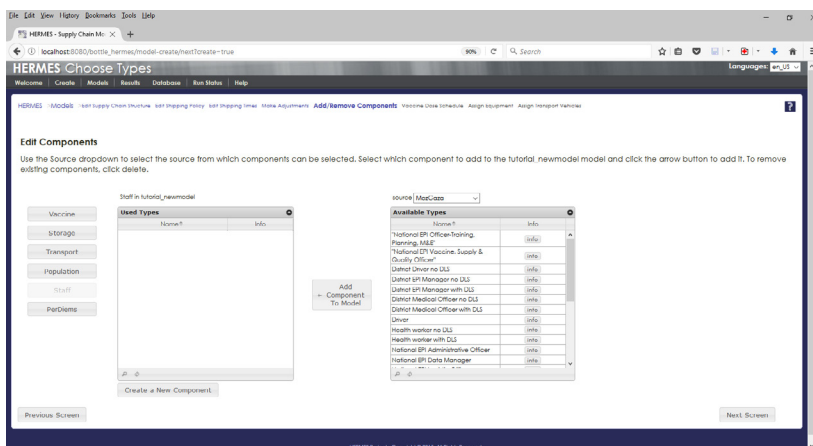 File Edit View History Bookmarks Tools Help
HERMES - Supply Chain Mo × +
localhost:8080/bottle_hermes/model-create/next?create=true 90% Search
HERMES Choose Types Languages: en_US
Welcome Create Models Results Database Run Status Help
HERMES Models Edit Supply Chain Structure Edit Shipping Policy Edit Shipping Times Make Adjustments Add/Remove Components Vaccine Dose Schedule Assign Equipment Assign Transport Vehicles ?
Edit Components
Use the Source dropdown to select the source from which components can be selected. Select which component to add to the tutorial_newmodel model and click the arrow button to add it. To remove
existing components, click delete.
Staff in tutorial_newmodel
source MozGaza
Vaccine
Storage
Transport
Population
Staff
PerDiems
Used Types
Name Info
Create a New Component
Add
← Component
To Model
Available Types
Name Info
"National EPI Officer-Training,
Planning, M&E" info
"National EPI Vaccine, Supply &
Quality Officer" info
District Driver no DLS info
District EPI Manager no DLS info
District EPI Manager with DLS info
District Medical Officer no DLS info
District Medical Officer with DLS info
Driver info
Health worker no DLS info
Health worker with DLS info
National EPI Administrative Officer info
National EPI Data Manager info
Previous Screen
Next Screen